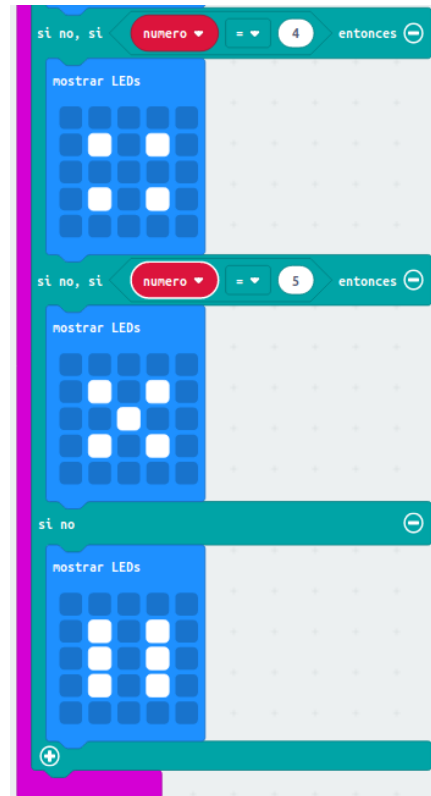 si no, si numero = 4 entonces
mostrar LEDs
si no, si numero = 5 entonces
mostrar LEDs
si no
mostrar LEDs